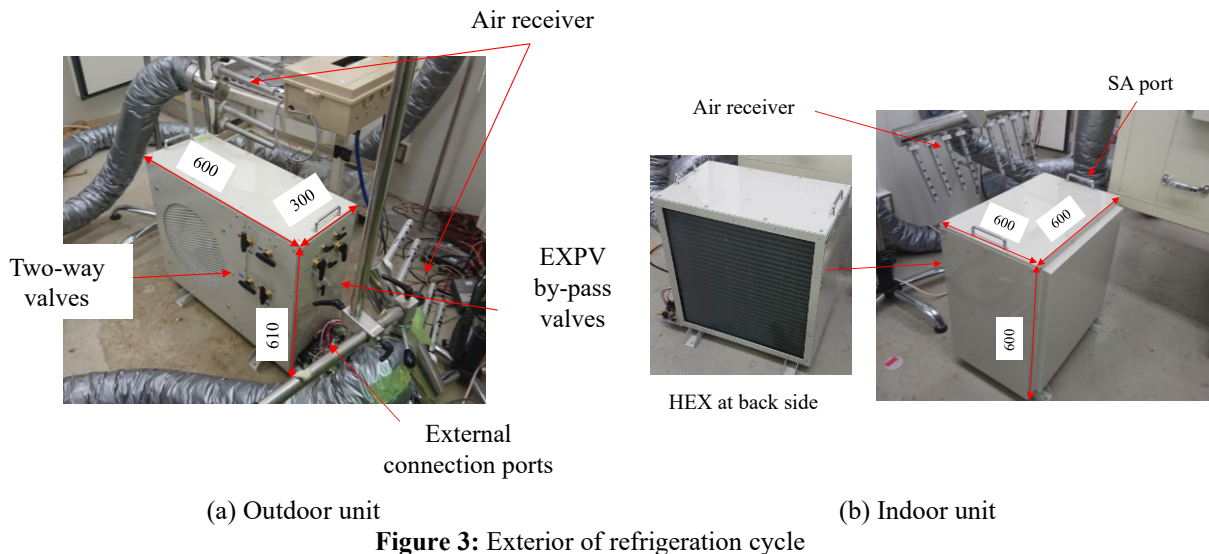 Air receiver
600
300
610
Two-way
valves
EXPV
by-pass
valves
External
connection ports
(a) Outdoor unit
SA port
Air receiver
600
600
600
HEX at back side
(b) Indoor unit
Figure 3: Exterior of refrigeration cycle